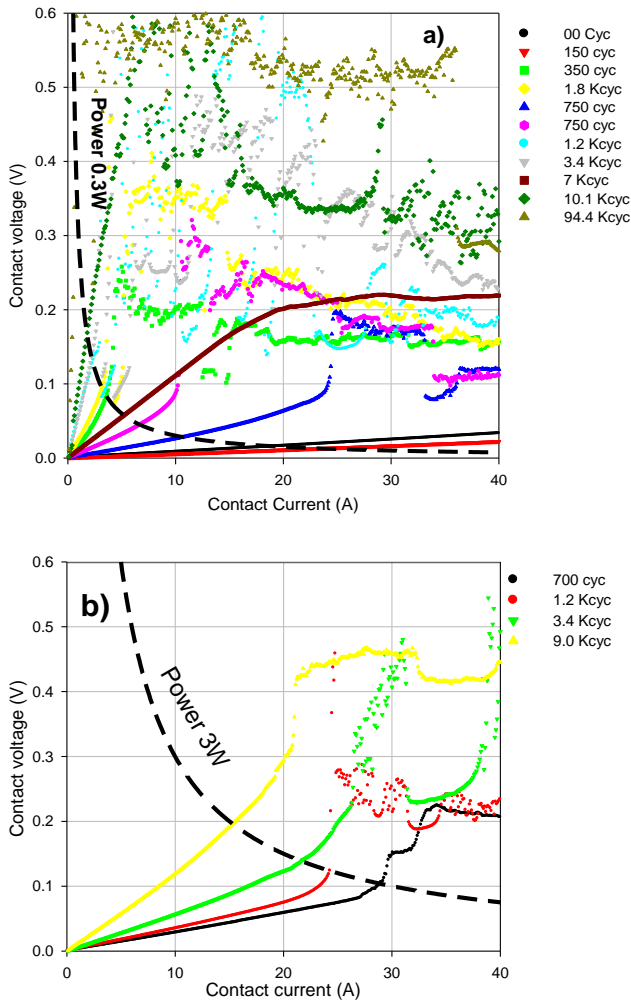 a)
0.6
0.5
0.4
0.3
0.2
0.1
0.0
Contact voltage (V)
Power 0.3W
0
10
20
30
40
Contact Current (A)
00 Cyc
150 cyc
350 cyc
1.8 Kcyc
750 cyc
750 cyc
1.2 Kcyc
3.4 Kcyc
7 Kcyc
10.1 Kcyc
94.4 Kcyc
b)
0.6
0.5
0.4
0.3
0.2
0.1
0.0
Contact voltage (V)
Power 3W
0
10
20
30
40
Contact current (A)
700 cyc
1.2 Kcyc
3.4 Kcyc
9.0 Kcyc